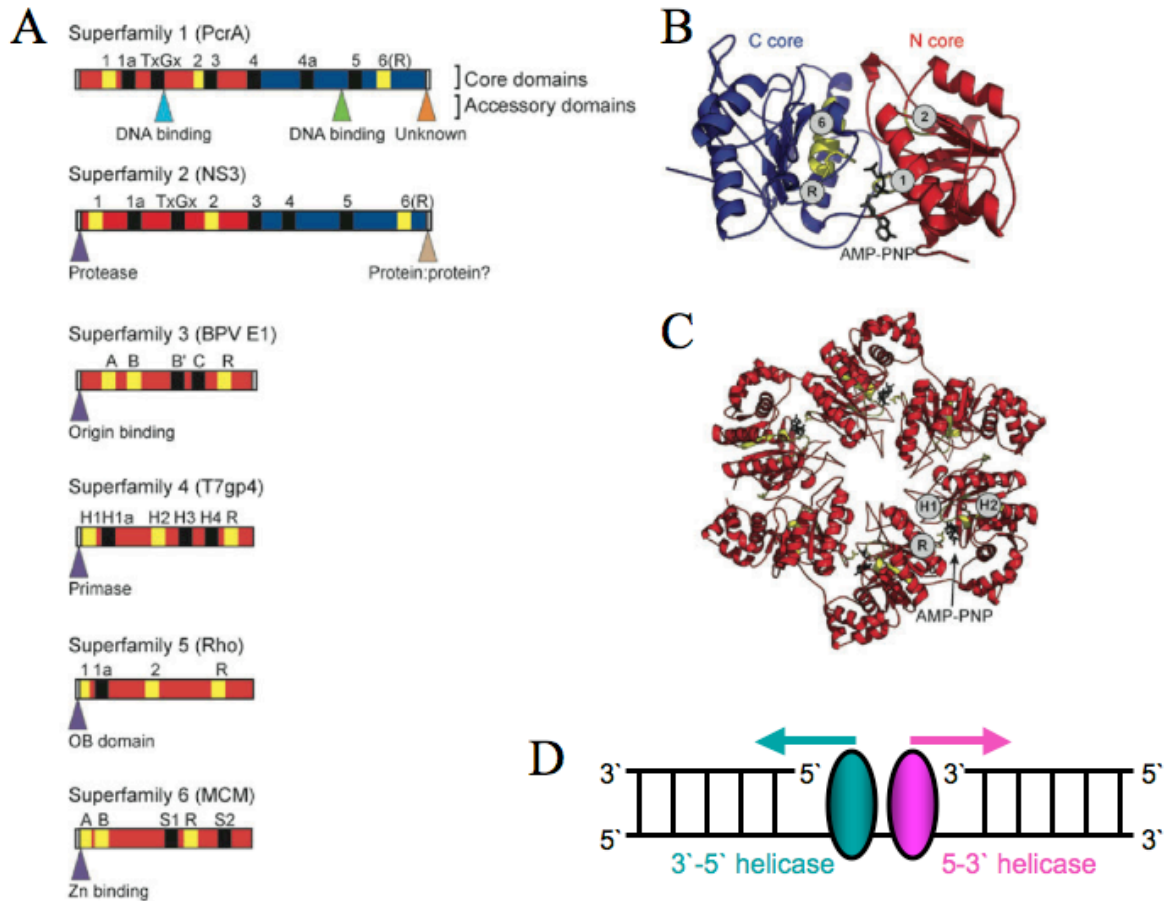 A
Superfamily 1 (PcrA)
1 1a TxGx 2 3 4 4a 5 6(R)
Core domains
Accessory domains
DNA binding DNA binding Unknown
Superfamily 2 (NS3)
1 1a TxGx 2 3 4 5 6(R)
Protease Protein:protein?
Superfamily 3 (BPV E1)
A B B' C R
Origin binding
Superfamily 4 (T7gp4)
H1 H1a H2 H3 H4 R
Primase
Superfamily 5 (Rho)
1 1a 2 R
OB domain
Superfamily 6 (MCM)
A B S1 R S2
Zn binding
B
C core N core
6 2
R 1
AMP-PNP
C
H1 H2
R
AMP-PNP
D
3` 5` 3` 5`
5` 3`
3`-5` helicase 5-3` helicase